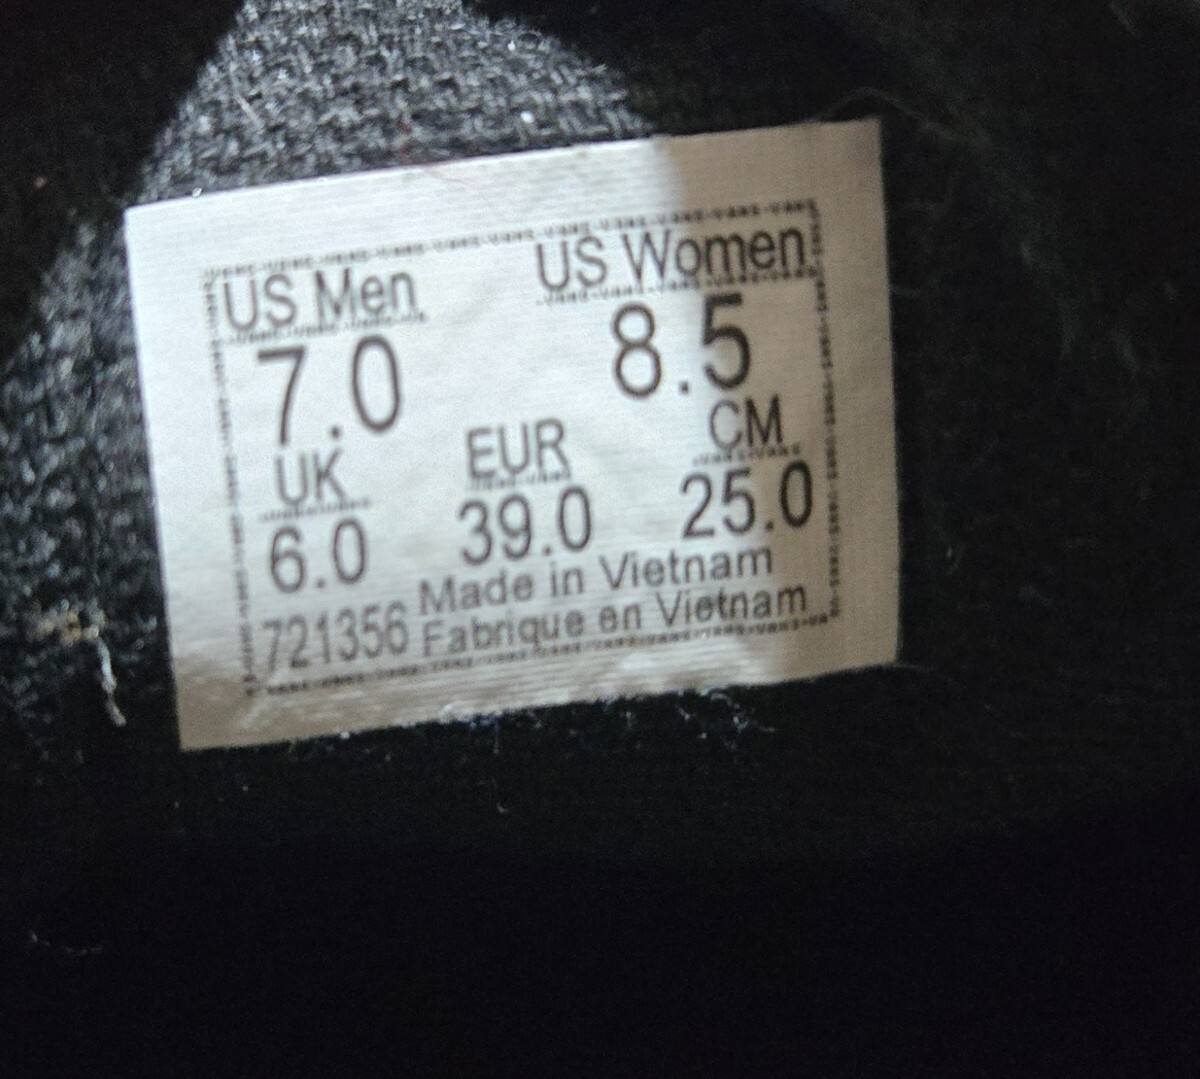 US Men US Women
7.0 8.5
UK EUR CM
6.0 39.0 25.0
Made in Vietnam
721356 Fabrique en Vietnam